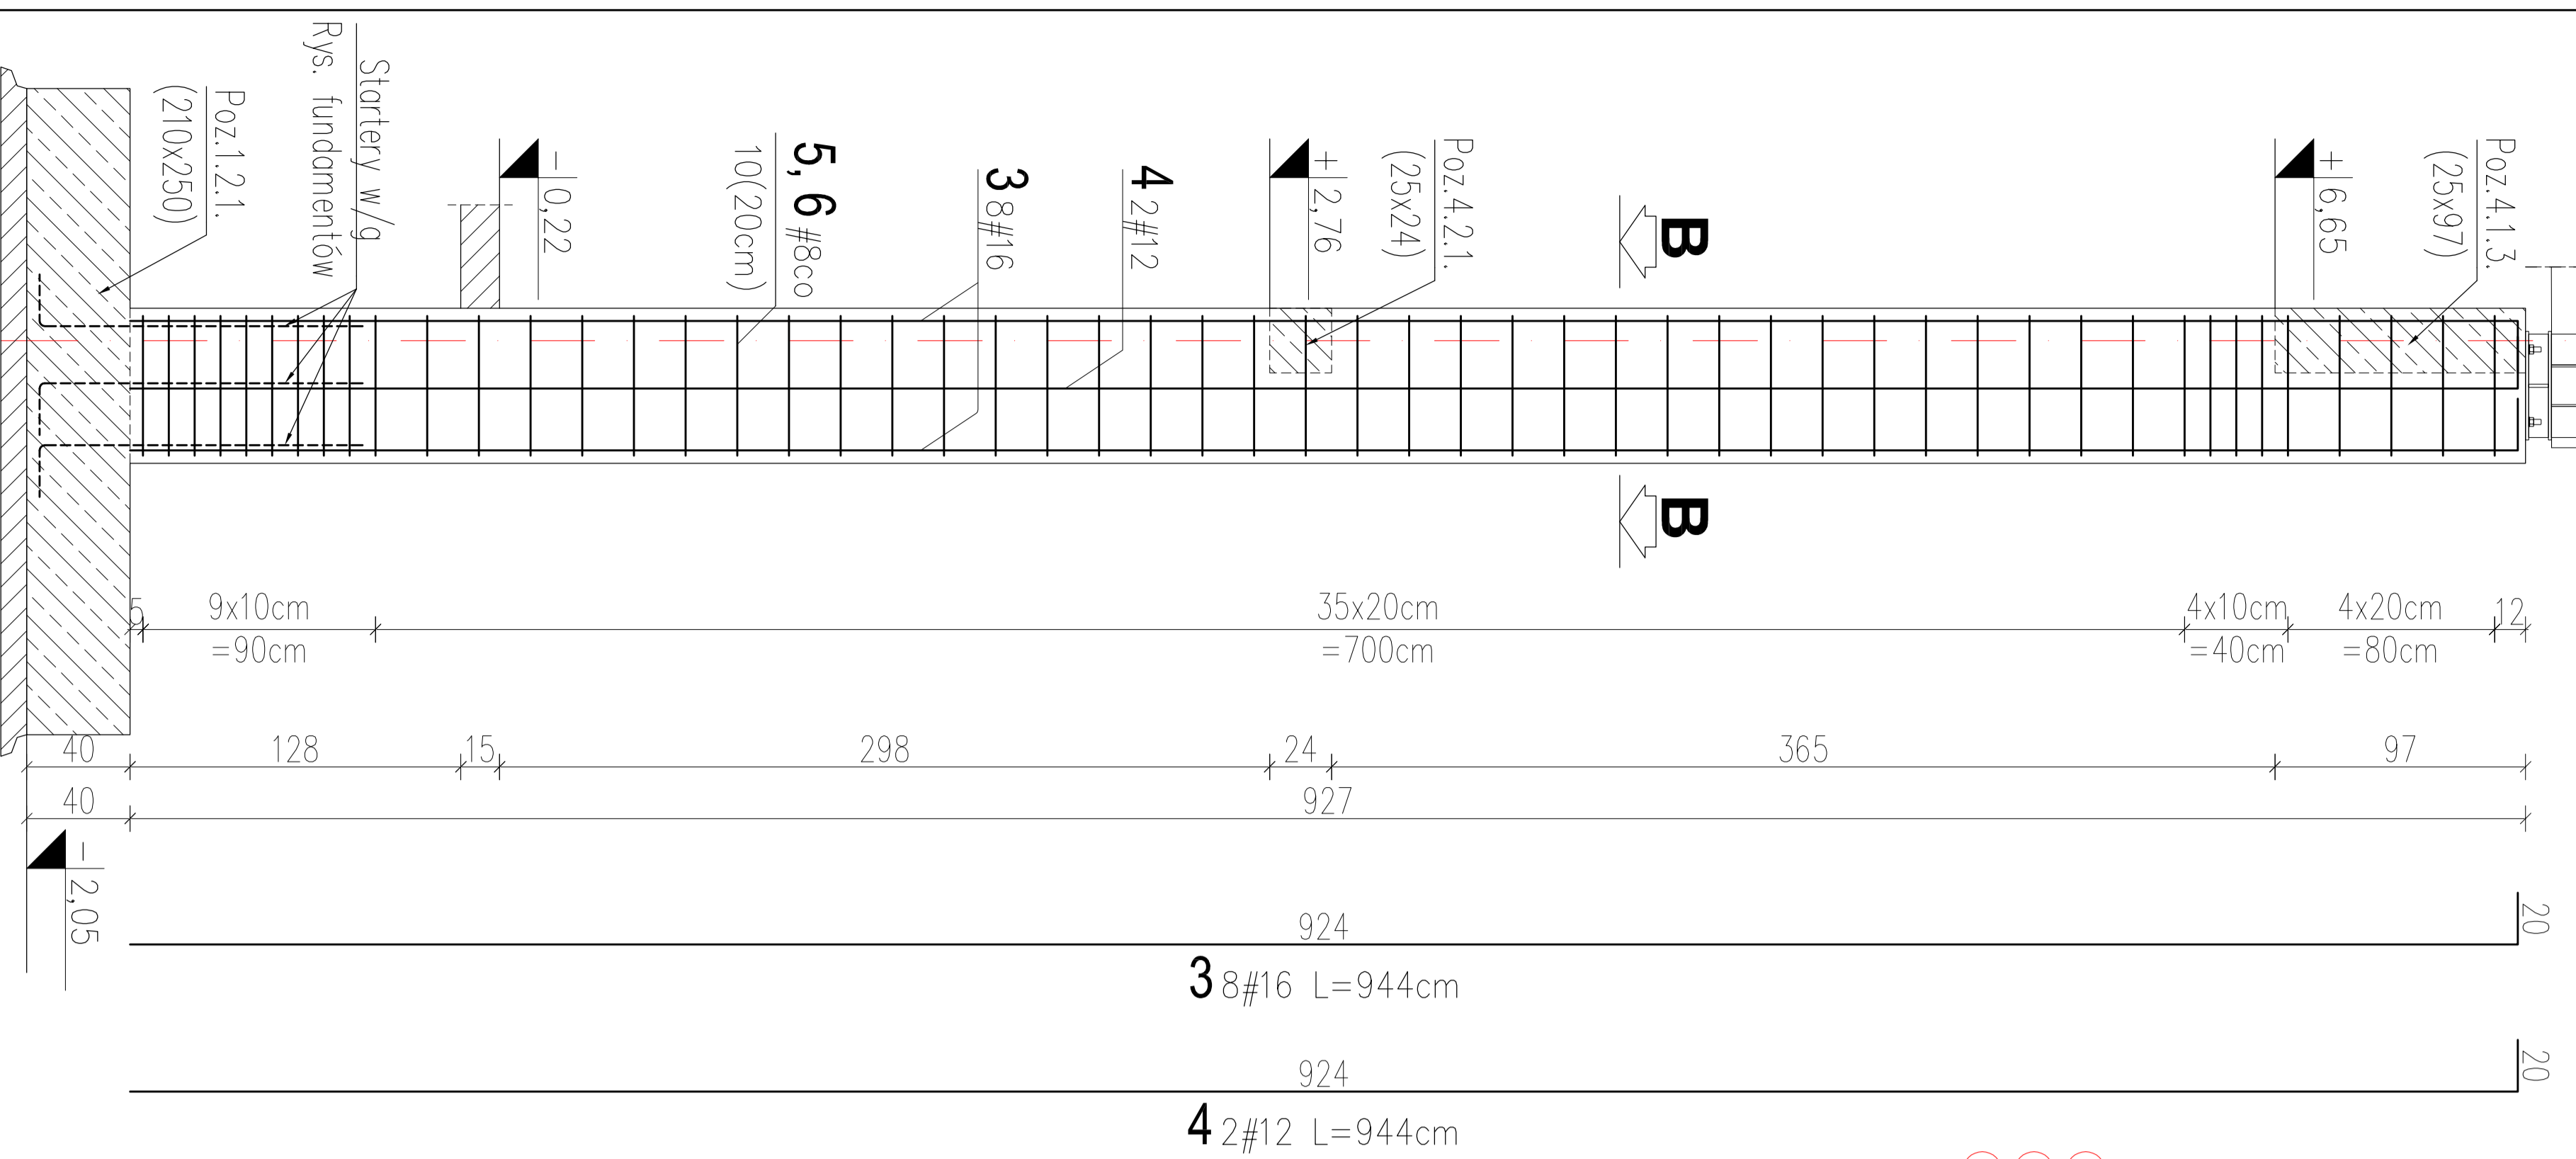 Rys. fundamentów
Startery w/g
Poz.1.2.1.
(210x250)
-0,22
5, 6 #8co
10(20cm)
3 8#16
4 2#12
+2,76
Poz.4.2.1.
(25x24)
B
B
+6,65
Poz.4.1.3.
(25x97)
5
9x10cm
=90cm
35x20cm
=700cm
4x10cm
=40cm
4x20cm
=80cm
12
40
128
15
298
24
365
97
40
927
-2,05
924
20
3 8#16 L=944cm
924
20
4 2#12 L=944cm